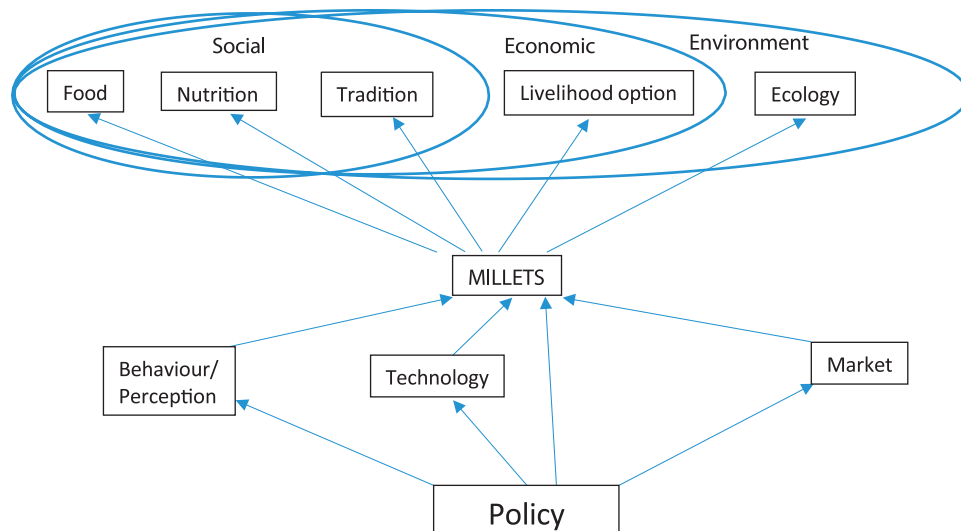 Social
Economic
Environment
Food
Nutrition
Tradition
Livelihood option
Ecology
MILLETS
Behaviour/
Perception
Technology
Market
Policy